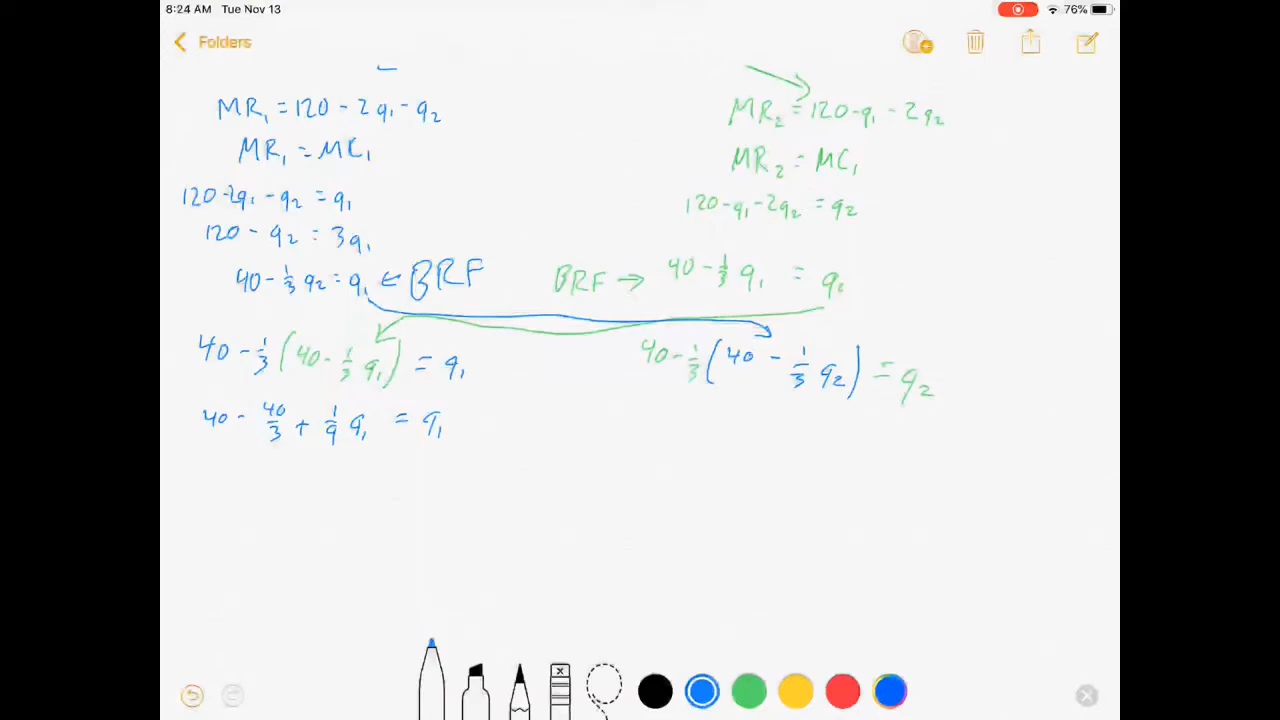 8:24 AM Tue Nov 13
76%
Folders
MR₁ = 120 - 2q₁ - q₂
MR₁ = MC₁
120 - 2q₁ - q₂ = q₁
120 - q₂ = 3q₁
40 - 1/3 q₂ = q₁ ← BRF
40 - 1/3 (40 - 1/3 q₁) = q₁
40 - 40/3 + 1/9 q₁ = q₁
MR₂ = 120 - q₁ - 2q₂
MR₂ = MC₁
120 - q₁ - 2q₂ = q₂
BRF → 40 - 1/3 q₁ = q₂
40 - 1/3 (40 - 1/3 q₂) = q₂